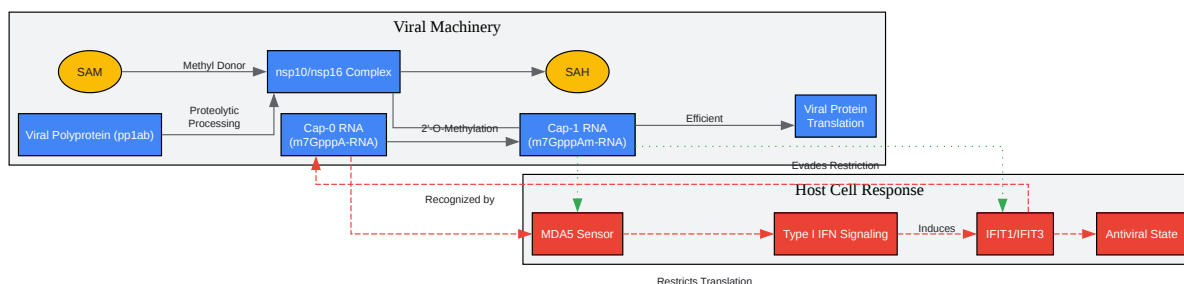 Viral Machinery
SAM
Methyl Donor
nsp10/nsp16 Complex
SAH
Viral Polyprotein (pp1ab)
Proteolytic
Processing
Cap-0 RNA
(m7GpppA-RNA)
2'-O-Methylation
Cap-1 RNA
(m7GpppAm-RNA)
Efficient
Viral Protein
Translation
Evades Restriction
Host Cell Response
Recognized by
MDA5 Sensor
Type I IFN Signaling
Induces
IFIT1/IFIT3
Antiviral State
Restricts Translation